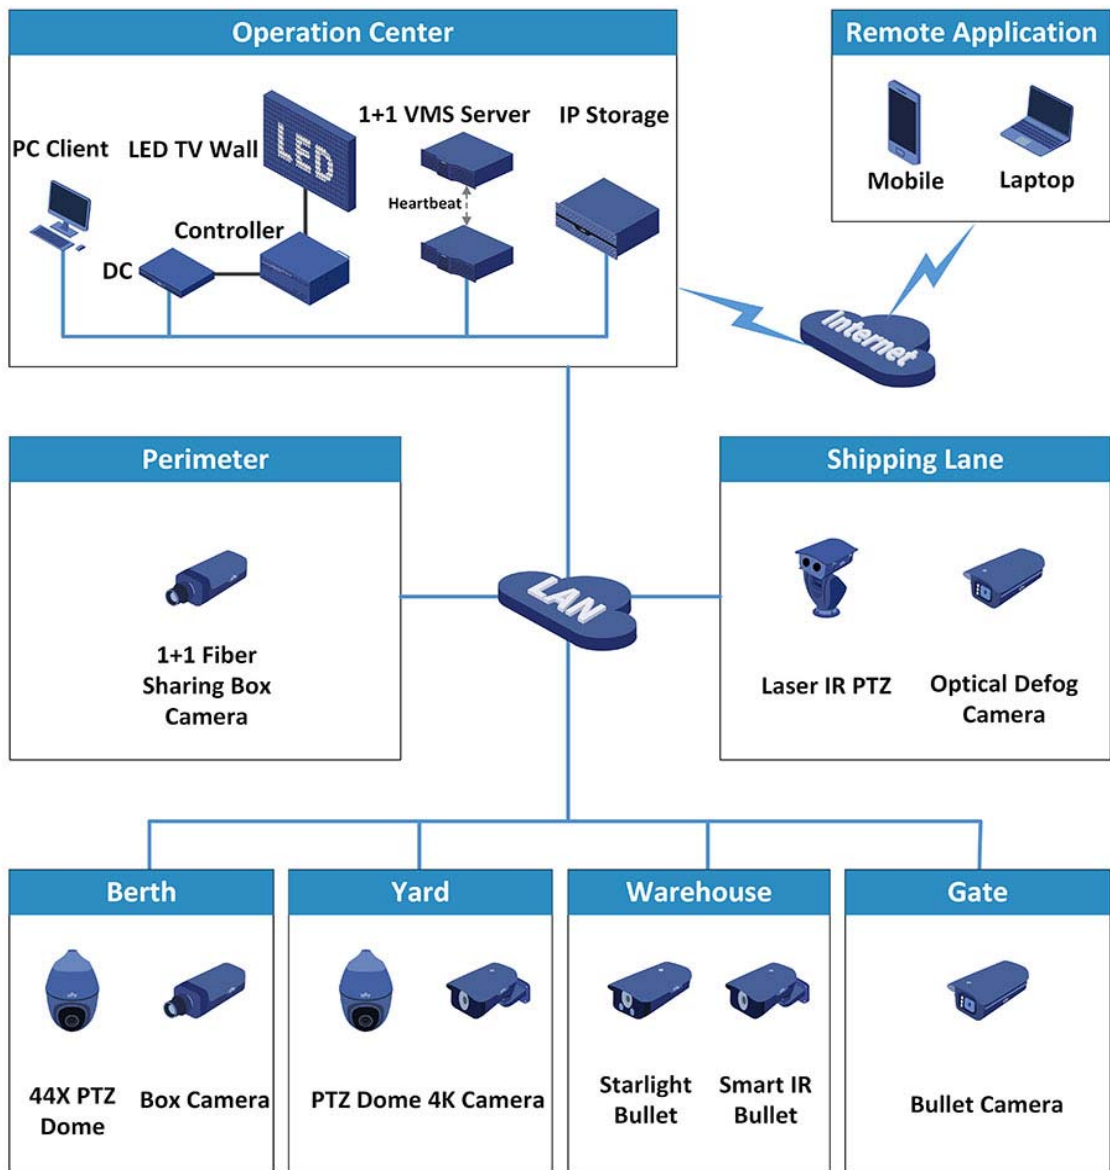 Operation Center
Remote Application
1+1 VMS Server
IP Storage
PC Client
LED TV Wall
LED
Heartbeat
Mobile
Laptop
Controller
DC
Internet
Perimeter
Shipping Lane
LAN
1+1 Fiber
Sharing Box
Camera
Laser IR PTZ
Optical Defog
Camera
Berth
Yard
Warehouse
Gate
44X PTZ
Dome
Box Camera
PTZ Dome
4K Camera
Starlight
Bullet
Smart IR
Bullet
Bullet Camera